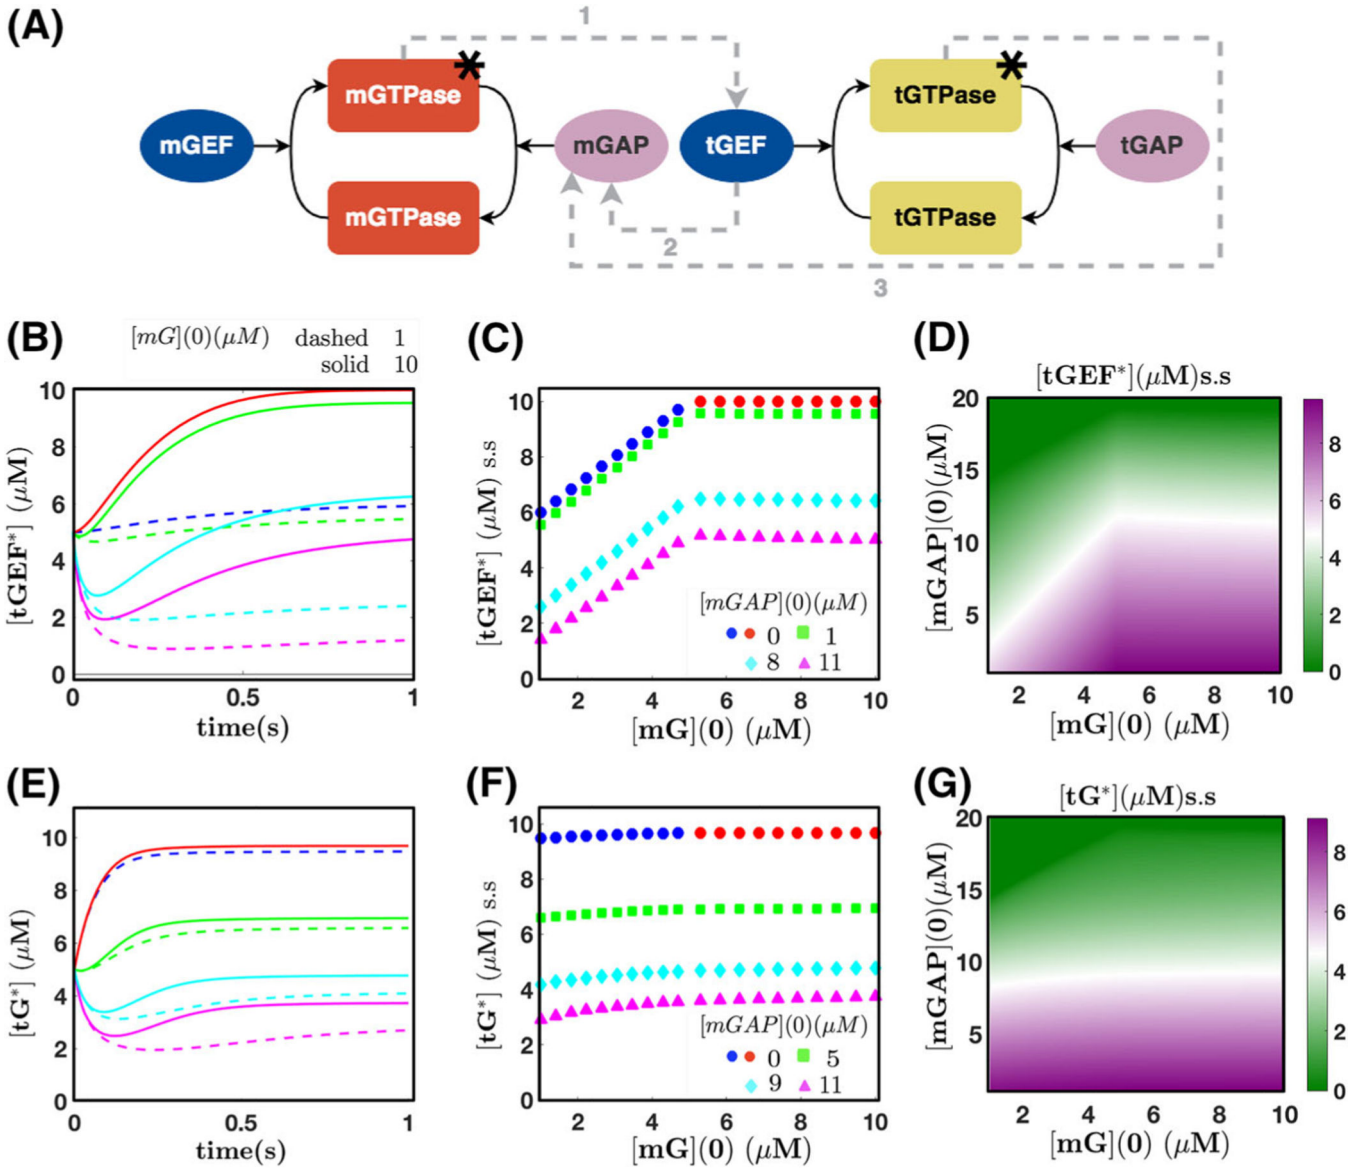 (A)
1
mGTPase *
tGTPase *
mGEF
mGAP
tGEF
tGAP
mGTPase
tGTPase
2
3
(B)
[mG](0)(μM) dashed 1
solid 10
[tGEF*] (μM)
10
8
6
4
2
0
0 0.5 1
time(s)
(C)
[tGEF*] (μM) s.s
10
8
6
4
2
0
[mGAP](0)(μM)
0 1
8 11
2 4 6 8 10
[mG](0) (μM)
(D)
[tGEF*](μM)s.s
[mGAP](0)(μM)
20
15
10
5
2 4 6 8 10
[mG](0) (μM)
8
6
4
2
0
(E)
[tG*] (μM)
10
8
6
4
2
0
0 0.5 1
time(s)
(F)
[tG*] (μM) s.s
10
8
6
4
2
0
[mGAP](0)(μM)
0 5
9 11
2 4 6 8 10
[mG](0) (μM)
(G)
[tG*](μM)s.s
[mGAP](0)(μM)
20
15
10
5
2 4 6 8 10
[mG](0) (μM)
8
6
4
2
0